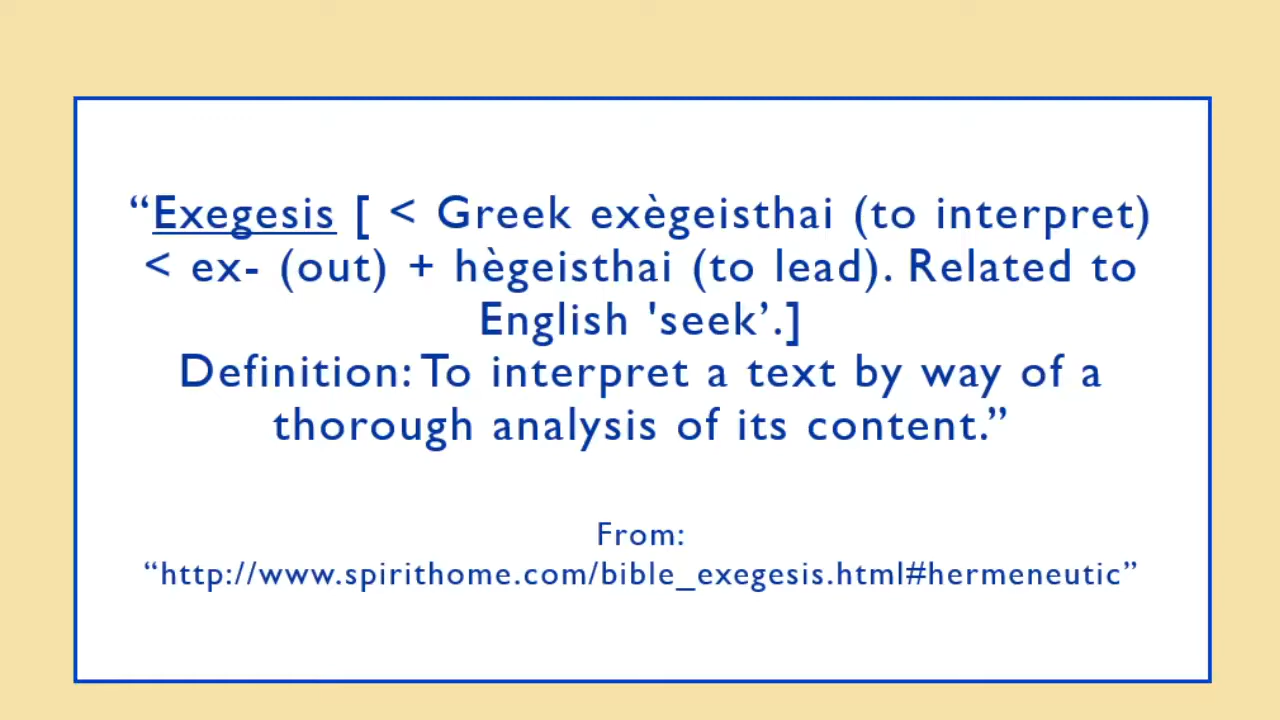 “Exegesis [ < Greek exègeisthai (to interpret)
< ex- (out) + hègeisthai (to lead). Related to
English 'seek’.]
Definition: To interpret a text by way of a
thorough analysis of its content.”
From:
“http://www.spirithome.com/bible_exegesis.html#hermeneutic”